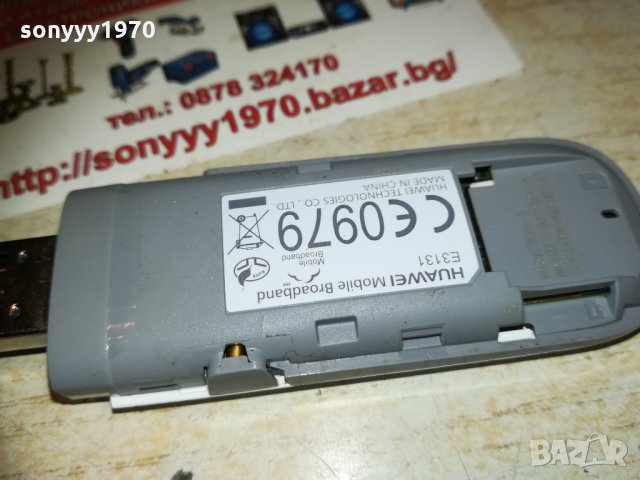 sonyyy1970
тел.: 0878 324170
http://sonyyy1970.bazar.bg/
HUAWEI Mobile Broadband
E3131
Mobile
Broadband
CE0979
HUAWEI TECHNOLOGIES CO., LTD.
MADE IN CHINA
BAZAR